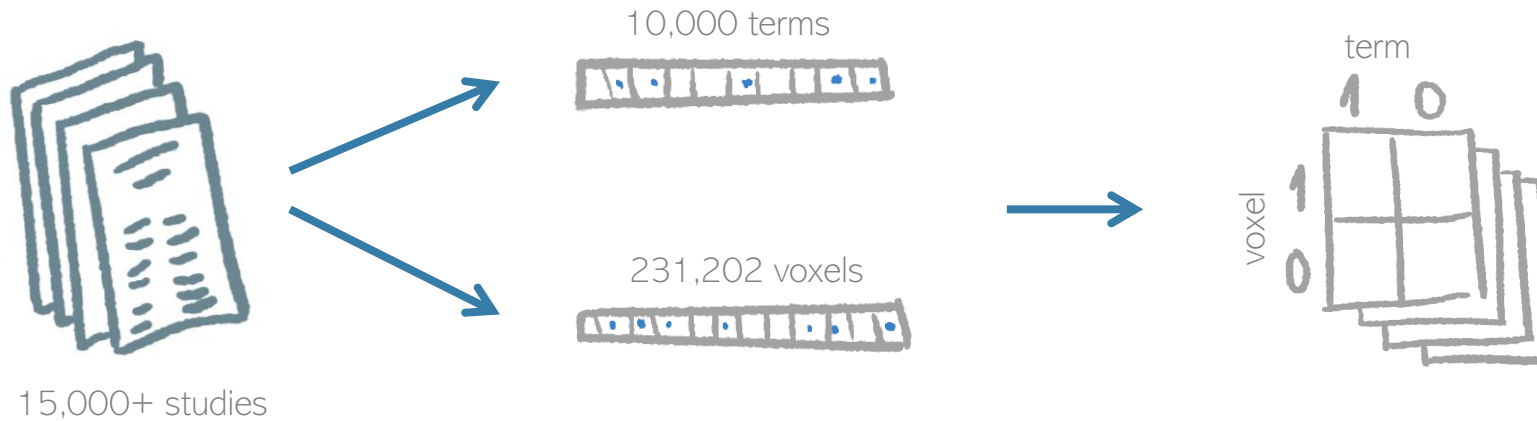 10,000 terms
231,202 voxels
15,000+ studies
term
1 0
voxel
1
0